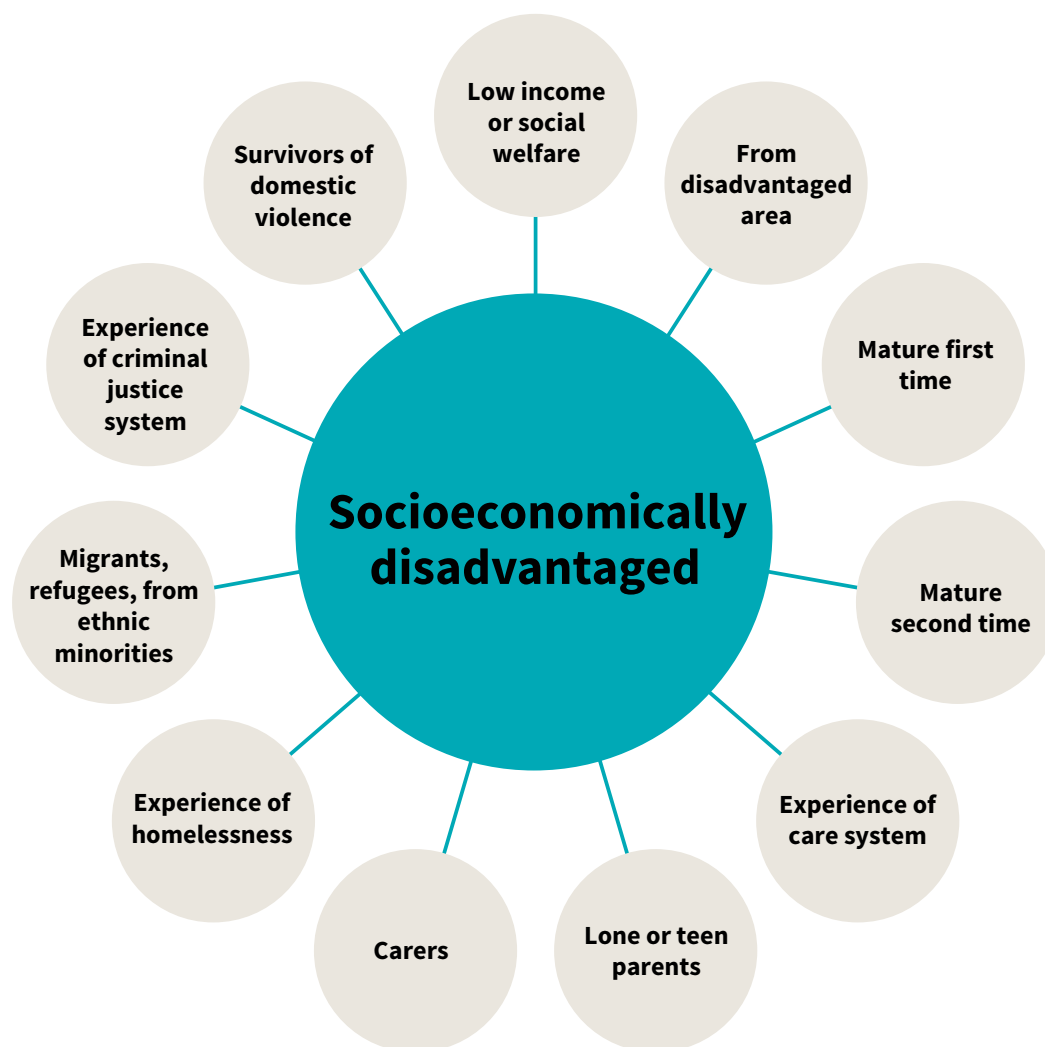 Low income
or social
welfare
From
disadvantaged
area
Mature first
time
Mature
second time
Experience of
care system
Lone or teen
parents
Carers
Experience of
homelessness
Migrants,
refugees, from
ethnic
minorities
Experience
of criminal
justice
system
Survivors of
domestic
violence
Socioeconomically
disadvantaged